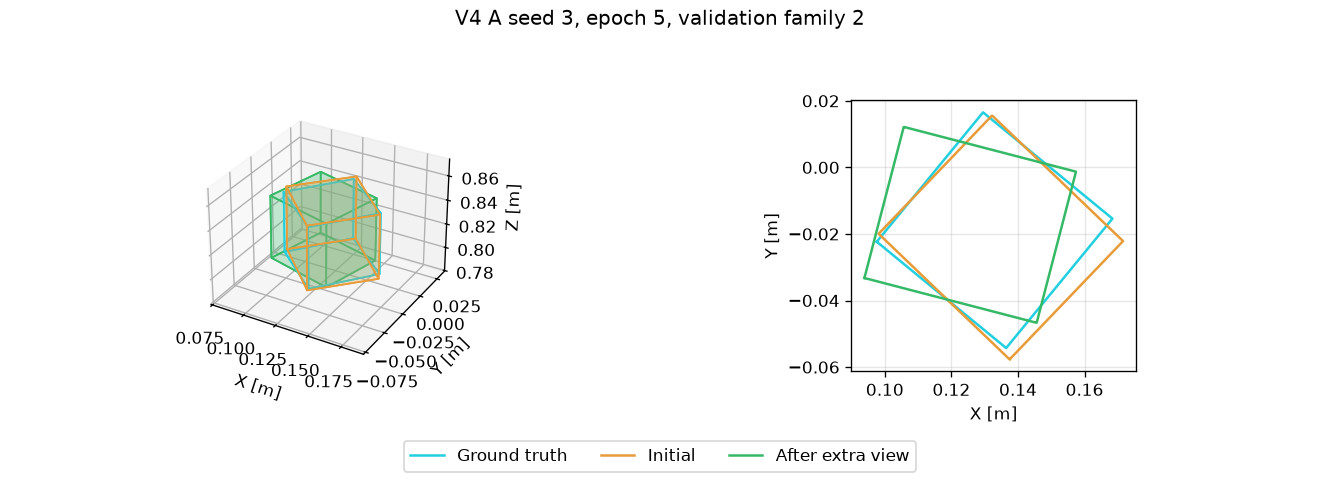 V4 A seed 3, epoch 5, validation family 2
0.86
0.84
0.82
0.80
0.78
Z [m]
0.025
0.000
−0.025
−0.050
−0.075
Y [m]
0.075
0.100
0.125
0.150
0.175
X [m]
0.02
0.00
−0.02
−0.04
−0.06
Y [m]
0.10
0.12
0.14
0.16
X [m]
Ground truth
Initial
After extra view